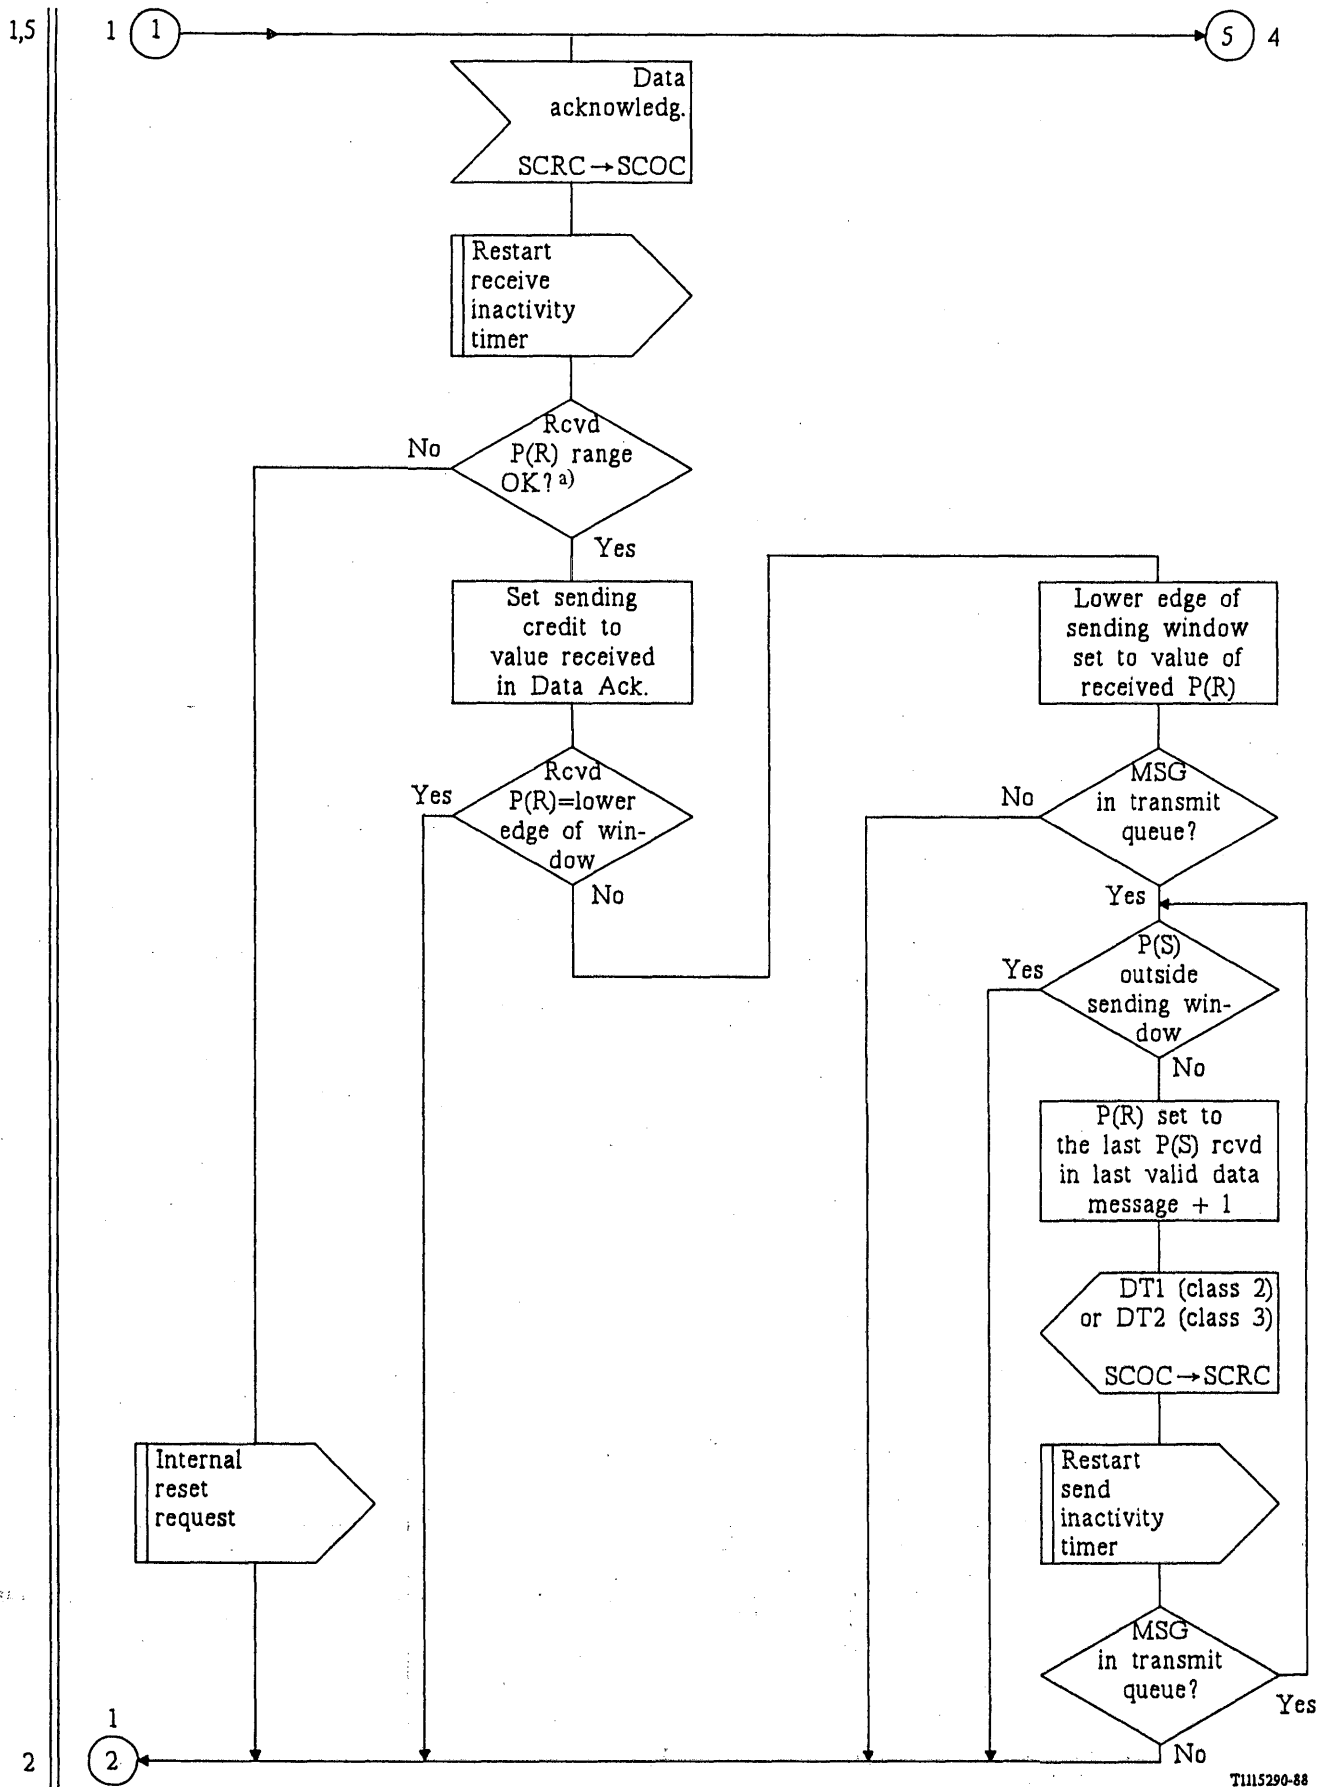 1,5
1
1
5
4
Data
acknowledg.
SCRC→SCOC
Restart
receive
inactivity
timer
Rcvd
P(R) range
OK? a)
No
Yes
Set sending
credit to
value received
in Data Ack.
Rcvd
P(R)=lower
edge of win-
dow
Yes
No
Lower edge of
sending window
set to value of
received P(R)
MSG
in transmit
queue?
No
Yes
P(S)
outside
sending win-
dow
Yes
No
P(R) set to
the last P(S) rcvd
in last valid data
message + 1
DT1 (class 2)
or DT2 (class 3)
SCOC→SCRC
Internal
reset
request
Restart
send
inactivity
timer
MSG
in transmit
queue?
Yes
No
1
2
2
T1115290-88